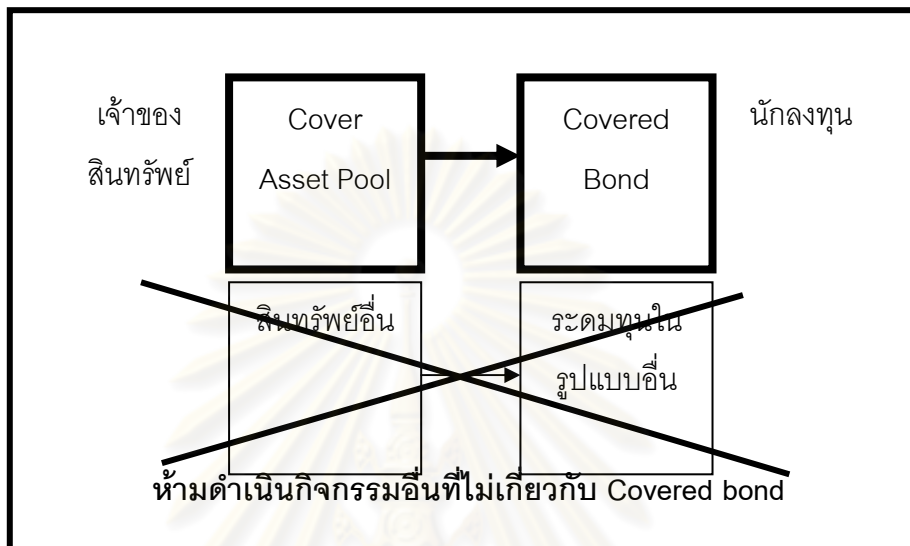 เจ้าของ
สินทรัพย์
Cover
Asset Pool
Covered
Bond
นักลงทุน
สินทรัพย์อื่น
ระดมทุนใน
รูปแบบอื่น
ห้ามดำเนินกิจกรรมอื่นที่ไม่เกี่ยวกับ Covered bond